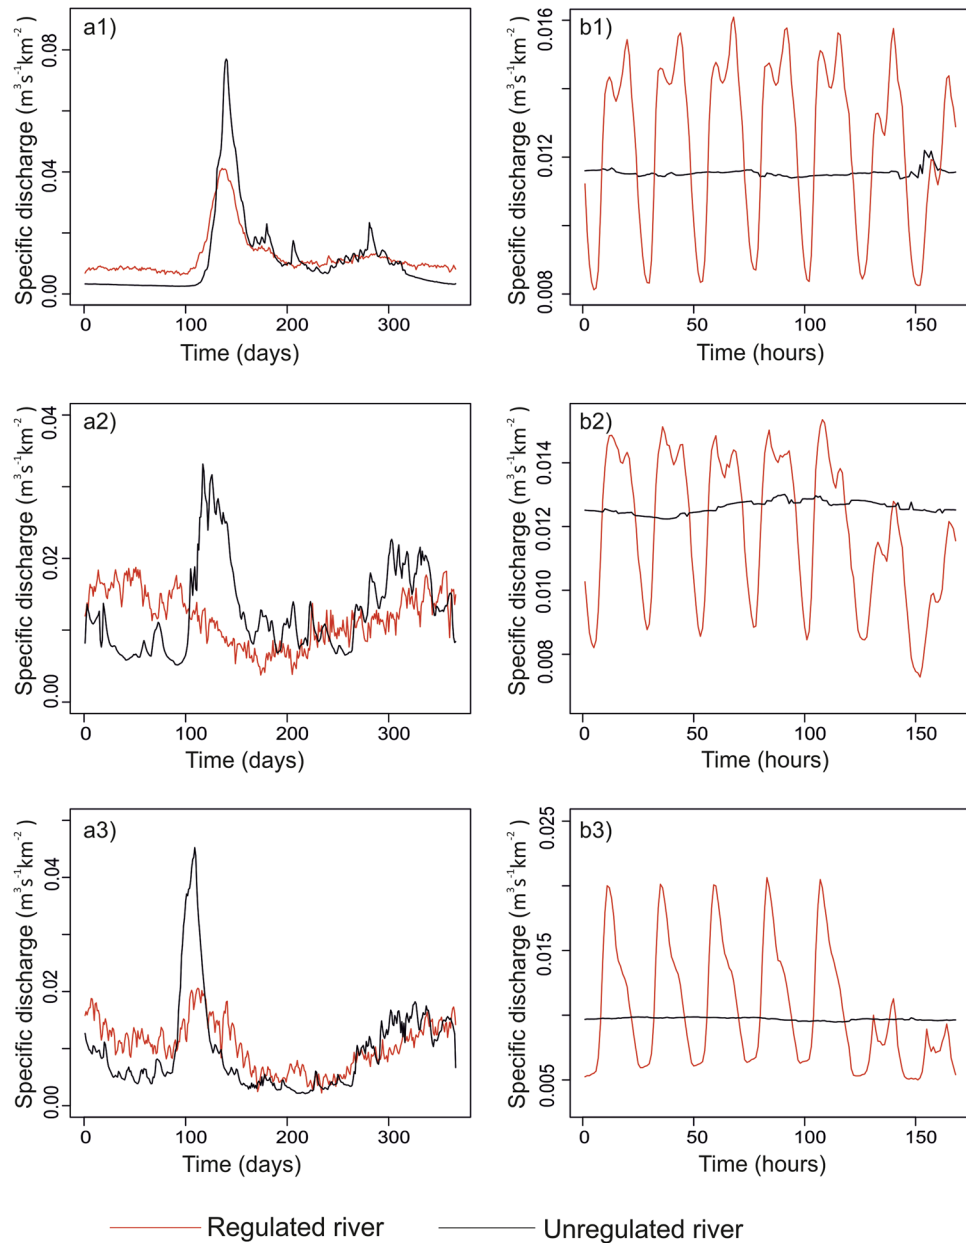 a1)
Specific discharge (m³s⁻¹km⁻²)
0.00
0.04
0.08
0
100
200
300
Time (days)
b1)
Specific discharge (m³s⁻¹km⁻²)
0.008
0.012
0.016
0
50
100
150
Time (hours)
a2)
Specific discharge (m³s⁻¹km⁻²)
0.00
0.02
0.04
0
100
200
300
Time (days)
b2)
Specific discharge (m³s⁻¹km⁻²)
0.008
0.010
0.012
0.014
0
50
100
150
Time (hours)
a3)
Specific discharge (m³s⁻¹km⁻²)
0.00
0.02
0.04
0
100
200
300
Time (days)
b3)
Specific discharge (m³s⁻¹km⁻²)
0.005
0.015
0.025
0
50
100
150
Time (hours)
Regulated river
Unregulated river